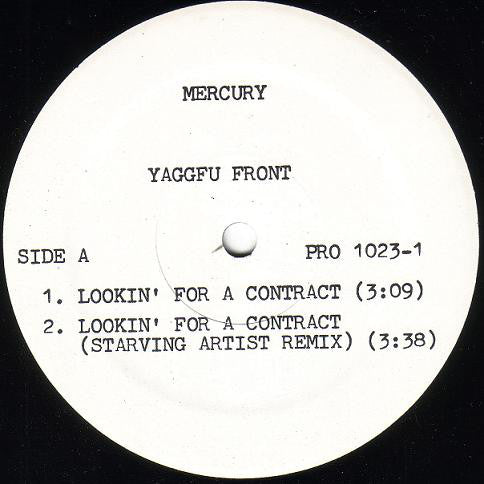 MERCURY
YAGGFU FRONT
SIDE A PRO 1023-1
1. LOOKIN' FOR A CONTRACT (3:09)
2. LOOKIN' FOR A CONTRACT
(STARVING ARTIST REMIX) (3:38)